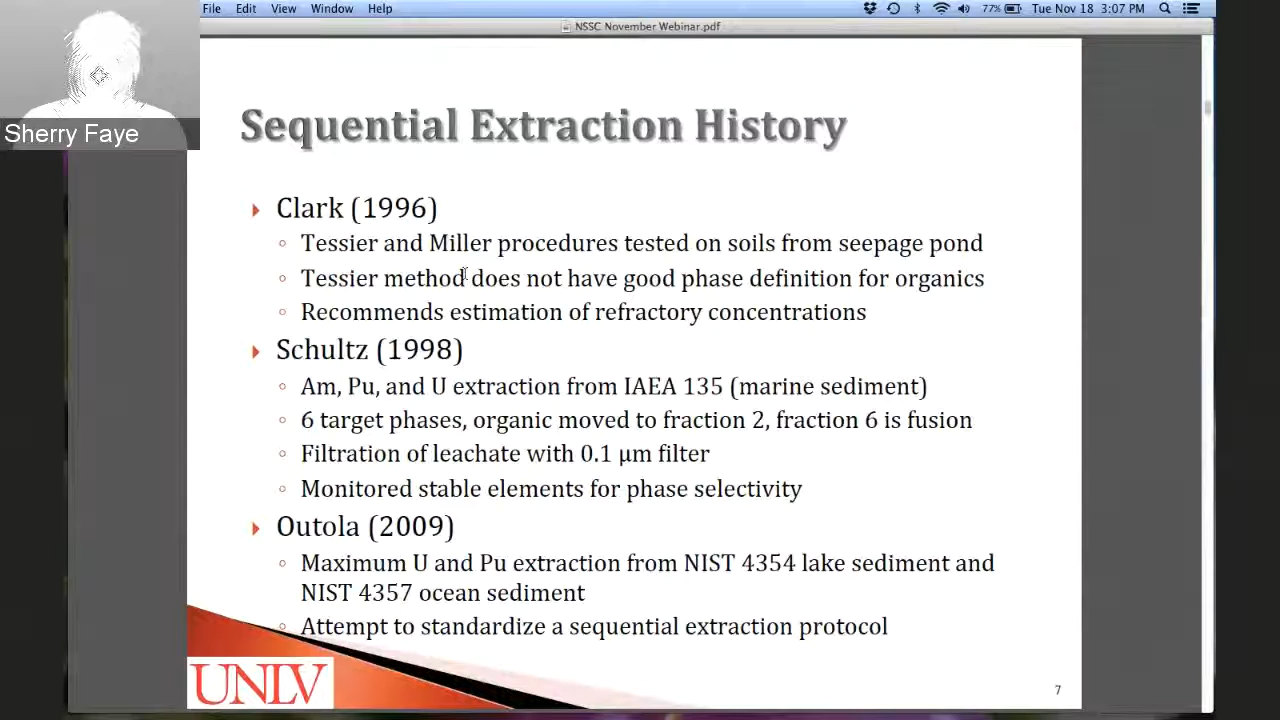 File Edit View Window Help
77% Tue Nov 18 3:07 PM
NSSC November Webinar.pdf
Sherry Faye
Sequential Extraction History
Clark (1996)
Tessier and Miller procedures tested on soils from seepage pond
Tessier method does not have good phase definition for organics
Recommends estimation of refractory concentrations
Schultz (1998)
Am, Pu, and U extraction from IAEA 135 (marine sediment)
6 target phases, organic moved to fraction 2, fraction 6 is fusion
Filtration of leachate with 0.1 µm filter
Monitored stable elements for phase selectivity
Outola (2009)
Maximum U and Pu extraction from NIST 4354 lake sediment and
NIST 4357 ocean sediment
Attempt to standardize a sequential extraction protocol
UNLV
7